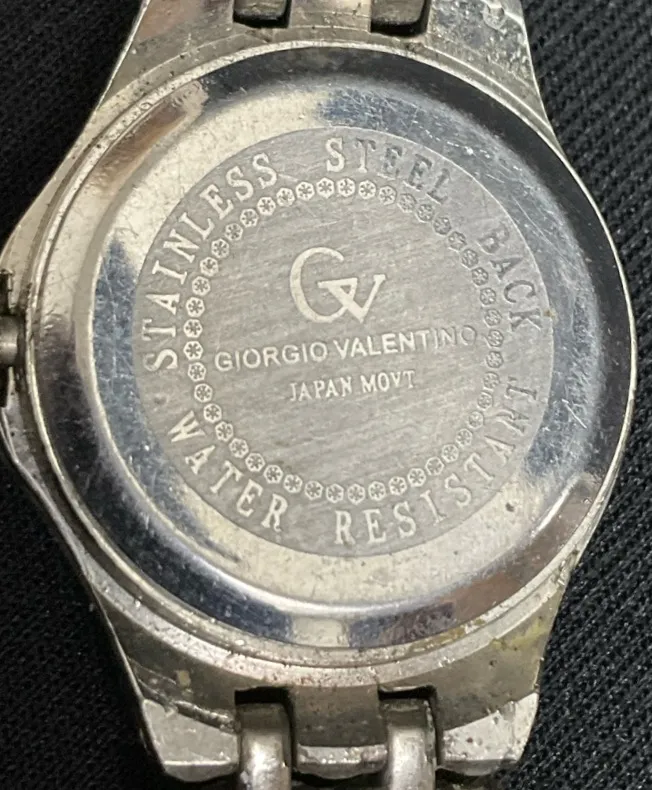 STAINLESS STEEL BACK
GV
GIORGIO VALENTINO
JAPAN MOVT
WATER RESISTANT